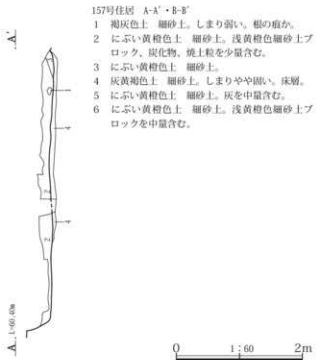 157号住居 A-A´・B-B´
1 褐灰色土 細砂土。しまり弱い。根の痕か。
2 にぶい黄橙色土 細砂土。浅黄橙色細砂土ブ
ロック、炭化物、焼土粒を少量含む。
3 にぶい黄橙色土 細砂土。
4 灰黄褐色土 細砂土。しまりやや固い。床層。
5 にぶい黄橙色土 細砂土。灰を中量含む。
6 にぶい黄橙色土 細砂土。浅黄橙色細砂土ブ
ロックを中量含む。
A´
1
4
2
4
2
A L=60.40m
0 1:60 2m